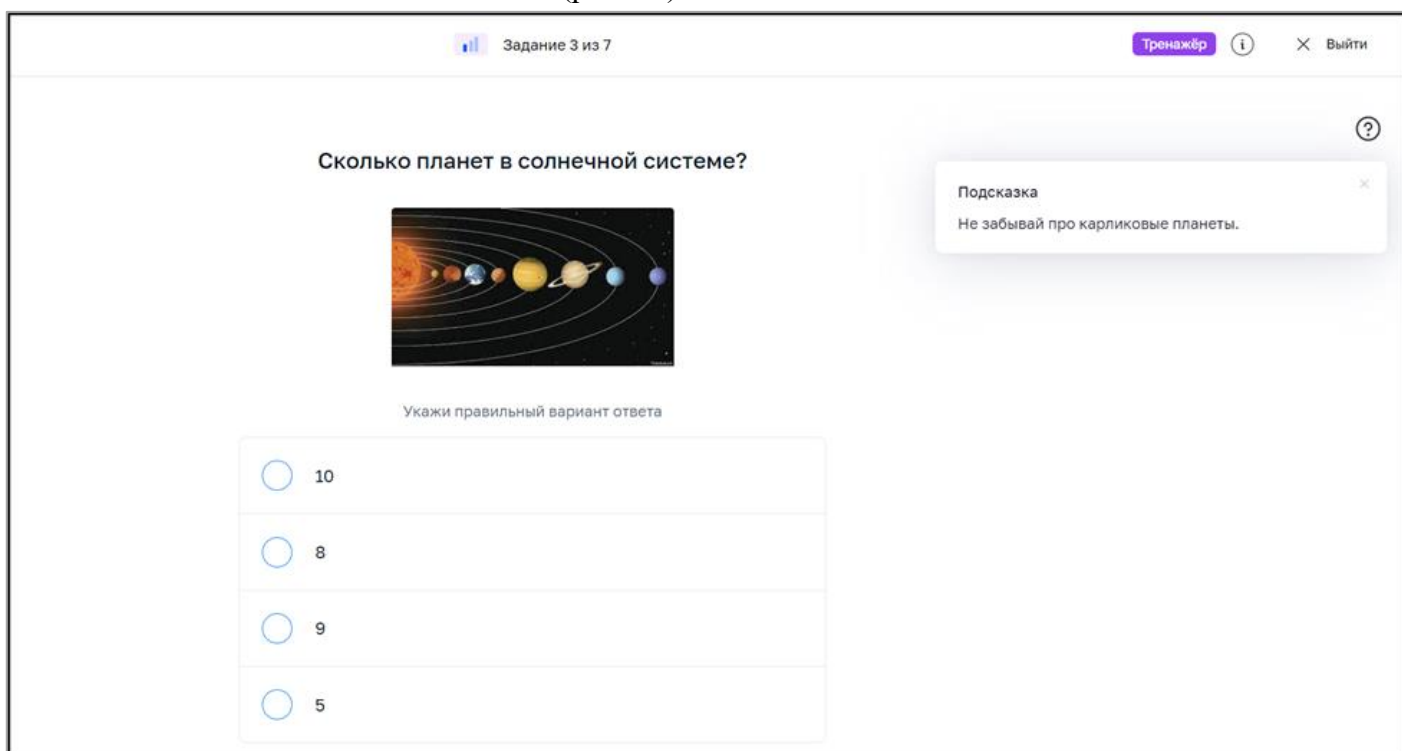 Задание 3 из 7
Тренажёр
Выйти
Сколько планет в солнечной системе?
Подсказка
Не забывай про карликовые планеты.
Укажи правильный вариант ответа
10
8
9
5